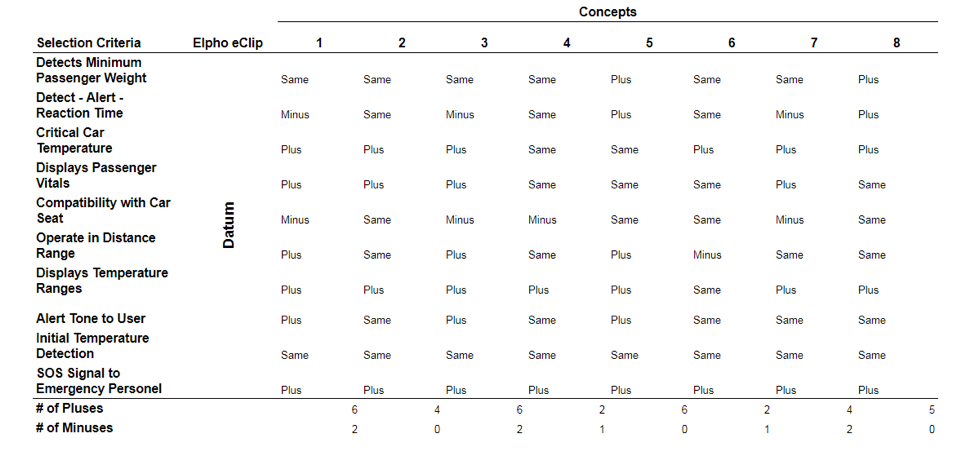 Concepts
Selection Criteria Elpho eClip 1 2 3 4 5 6 7 8
Detects Minimum
Passenger Weight Same Same Same Same Plus Same Same Plus
Detect - Alert -
Reaction Time Minus Same Minus Same Plus Same Minus Plus
Critical Car
Temperature Plus Plus Plus Same Same Plus Plus Plus
Displays Passenger
Vitals Plus Plus Plus Same Same Same Plus Same
Datum
Compatibility with Car
Seat Minus Same Minus Minus Same Same Minus Same
Operate in Distance
Range Plus Same Plus Same Plus Minus Same Same
Displays Temperature
Ranges Plus Plus Plus Plus Plus Same Plus Plus
Alert Tone to User Plus Same Plus Same Plus Same Same Same
Initial Temperature
Detection Same Same Same Same Same Same Same Same
SOS Signal to
Emergency Personel Plus Plus Plus Plus Plus Plus Plus Plus
# of Pluses 6 4 6 2 6 2 4 5
# of Minuses 2 0 2 1 0 1 2 0